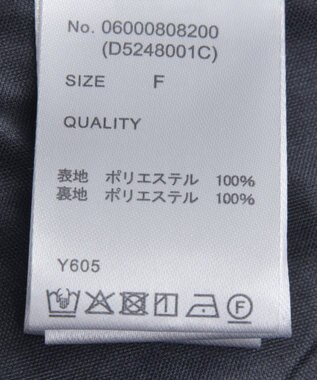 No. 06000808200
(D5248001C)
SIZE F
QUALITY
表地 ポリエステル 100%
裏地 ポリエステル 100%
Y605
F